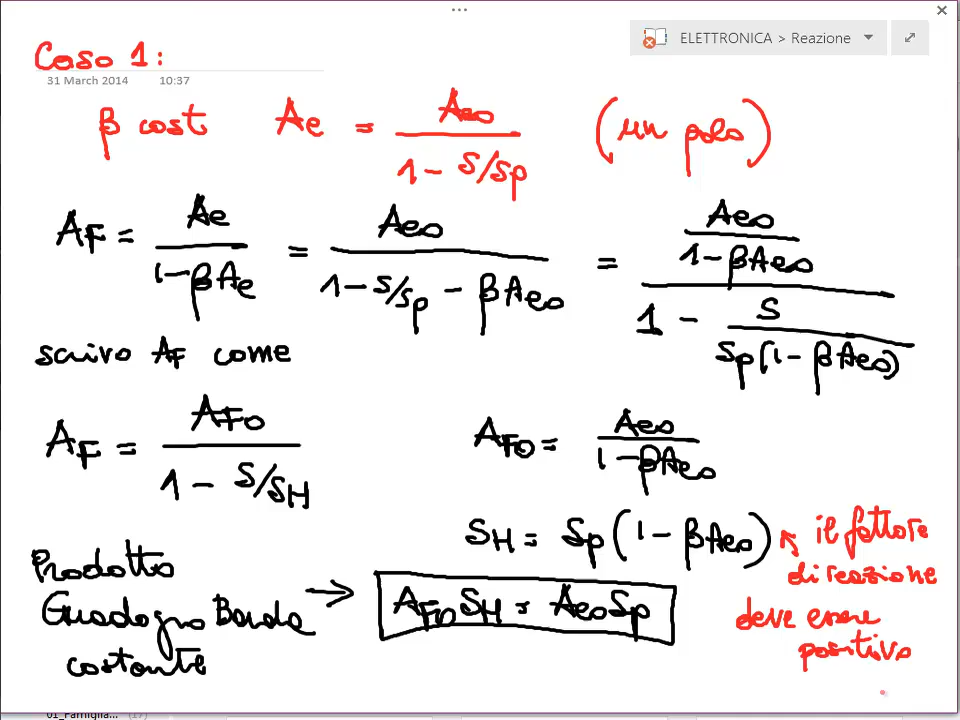 ELETTRONICA > Reazione
Caso 1:
31 March 2014 10:37
β cost Ae = Aeo / (1 - s/sp) (un polo)
AF = Ae / (1 - βAe) = Aeo / (1 - s/sp - βAeo) = (Aeo / (1 - βAeo)) / (1 - s / (sp(1 - βAeo)))
scrivo AF come
AF = AFO / (1 - s/sH) AFO = Aeo / (1 - βAeo)
sH = sp(1 - βAeo) il fattore
di reazione
deve essere
positivo
Prodotto
Guadagno Banda → AFO sH = Aeo sp
costante
01_Famiglia... (17)